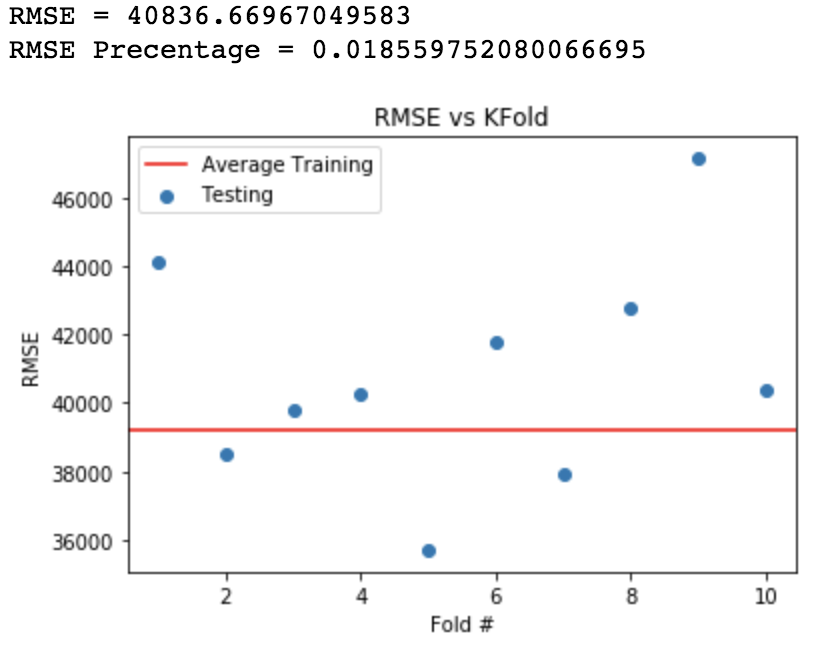 RMSE = 40836.66967049583
RMSE Precentage = 0.018559752080066695
RMSE vs KFold
Average Training
Testing
46000
44000
42000
40000
38000
36000
RMSE
2 4 6 8 10
Fold #